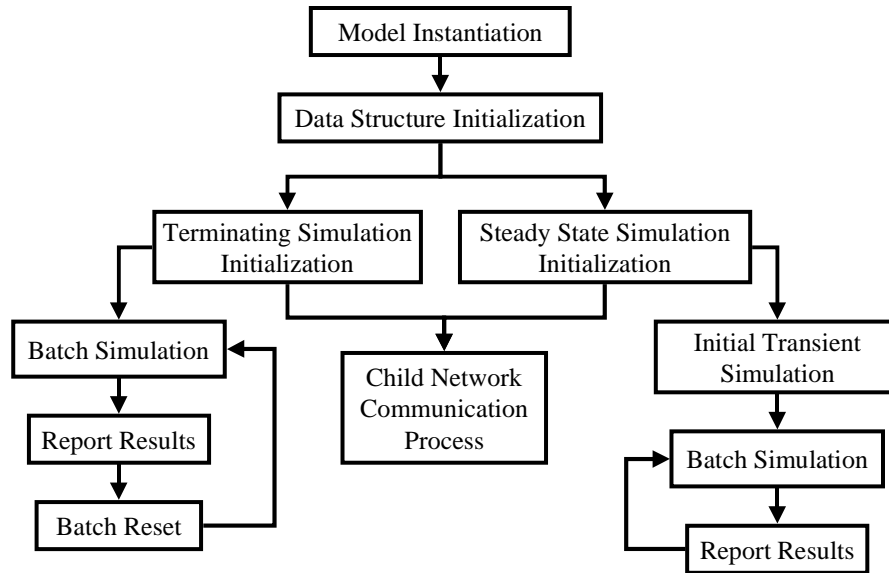 Model Instantiation
Data Structure Initialization
Terminating Simulation
Initialization
Steady State Simulation
Initialization
Batch Simulation
Report Results
Batch Reset
Child Network
Communication
Process
Initial Transient
Simulation
Batch Simulation
Report Results